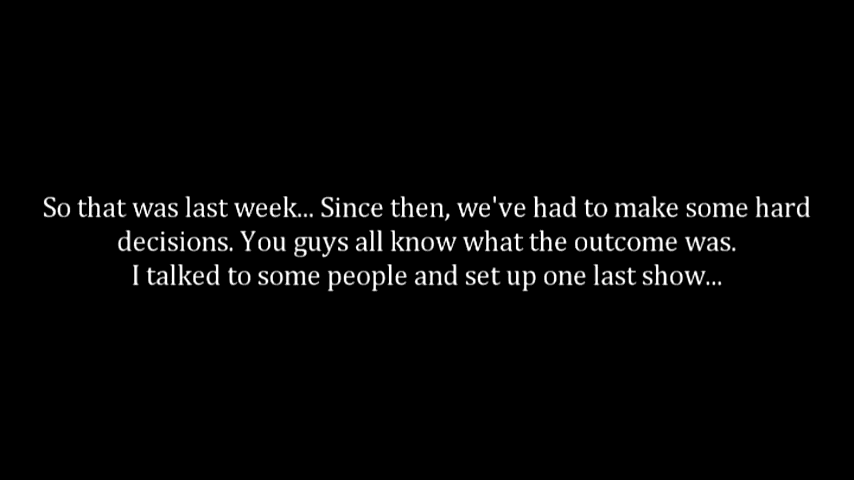 So that was last week... Since then, we've had to make some hard
decisions. You guys all know what the outcome was.
I talked to some people and set up one last show...